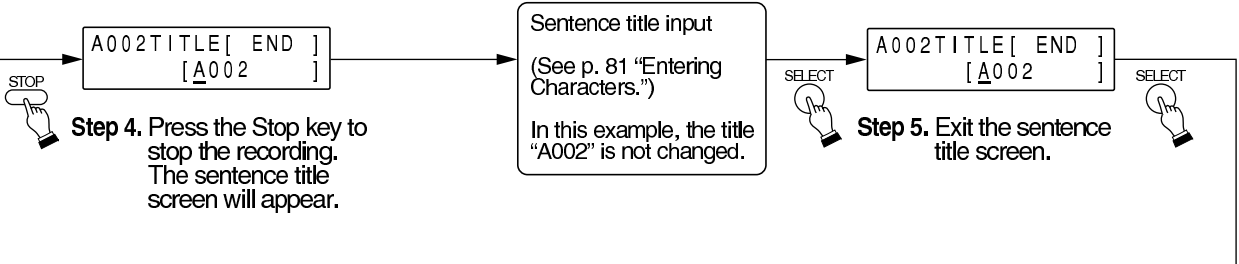 STOP
A002TITLE[ END ]
[A002 ]
Step 4. Press the Stop key to
stop the recording.
The sentence title
screen will appear.
Sentence title input
(See p. 81 “Entering
Characters.”)
In this example, the title
“A002” is not changed.
SELECT
A002TITLE[ END ]
[A002 ]
Step 5. Exit the sentence
title screen.
SELECT